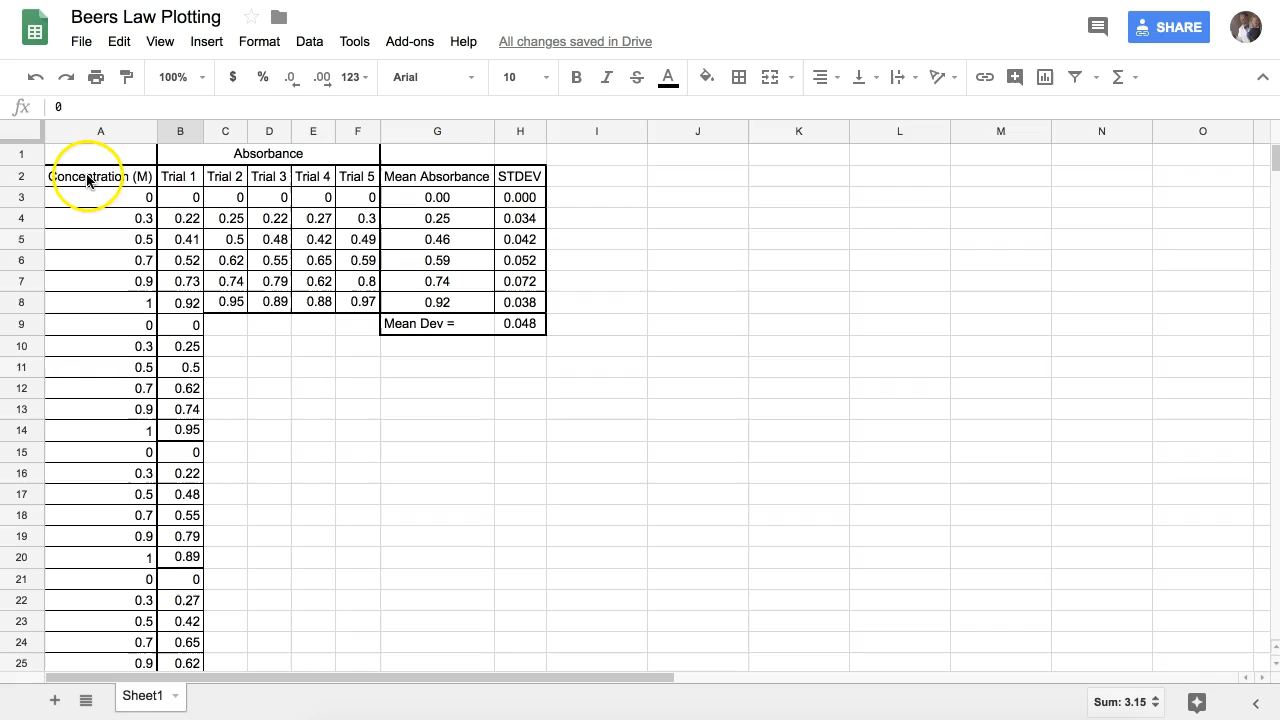 Beers Law Plotting
File Edit View Insert Format Data Tools Add-ons Help All changes saved in Drive
SHARE
100% $ % .0 .00 123 Arial 10 B I S A Σ
fx 0
A B C D E F G H I J K L M N O
1 Absorbance
2 Concentration (M) Trial 1 Trial 2 Trial 3 Trial 4 Trial 5 Mean Absorbance STDEV
3 0 0 0 0 0 0 0.00 0.000
4 0.3 0.22 0.25 0.22 0.27 0.3 0.25 0.034
5 0.5 0.41 0.5 0.48 0.42 0.49 0.46 0.042
6 0.7 0.52 0.62 0.55 0.65 0.59 0.59 0.052
7 0.9 0.73 0.74 0.79 0.62 0.8 0.74 0.072
8 1 0.92 0.95 0.89 0.88 0.97 0.92 0.038
9 0 0 Mean Dev = 0.048
10 0.3 0.25
11 0.5 0.5
12 0.7 0.62
13 0.9 0.74
14 1 0.95
15 0 0
16 0.3 0.22
17 0.5 0.48
18 0.7 0.55
19 0.9 0.79
20 1 0.89
21 0 0
22 0.3 0.27
23 0.5 0.42
24 0.7 0.65
25 0.9 0.62
Sheet1 Sum: 3.15